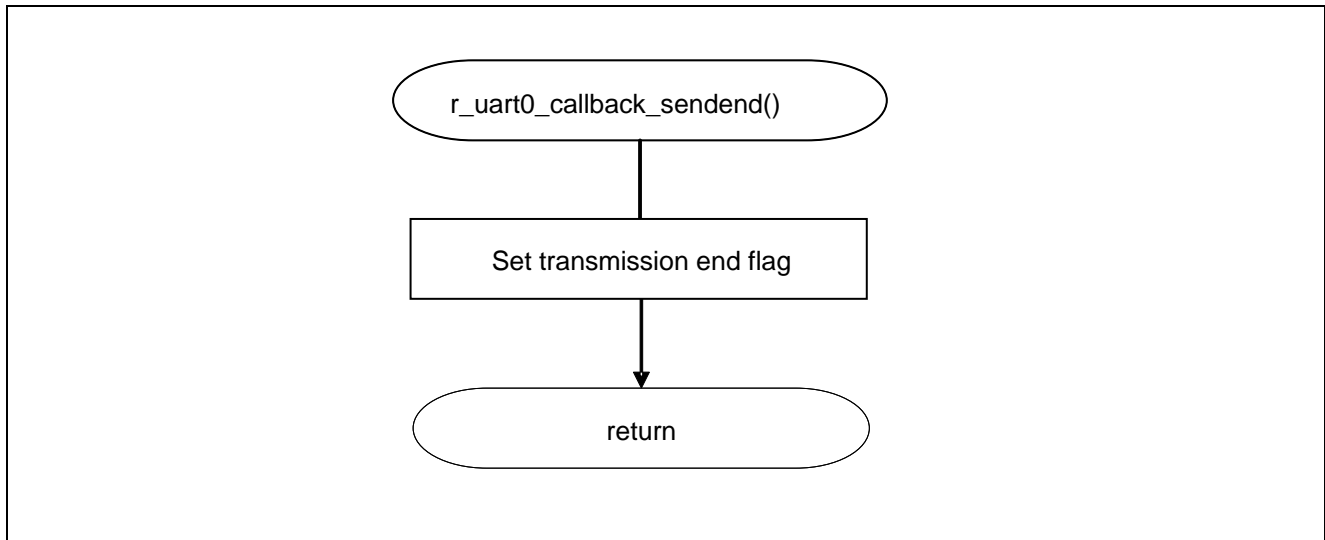 r_uart0_callback_sendend()
Set transmission end flag
return